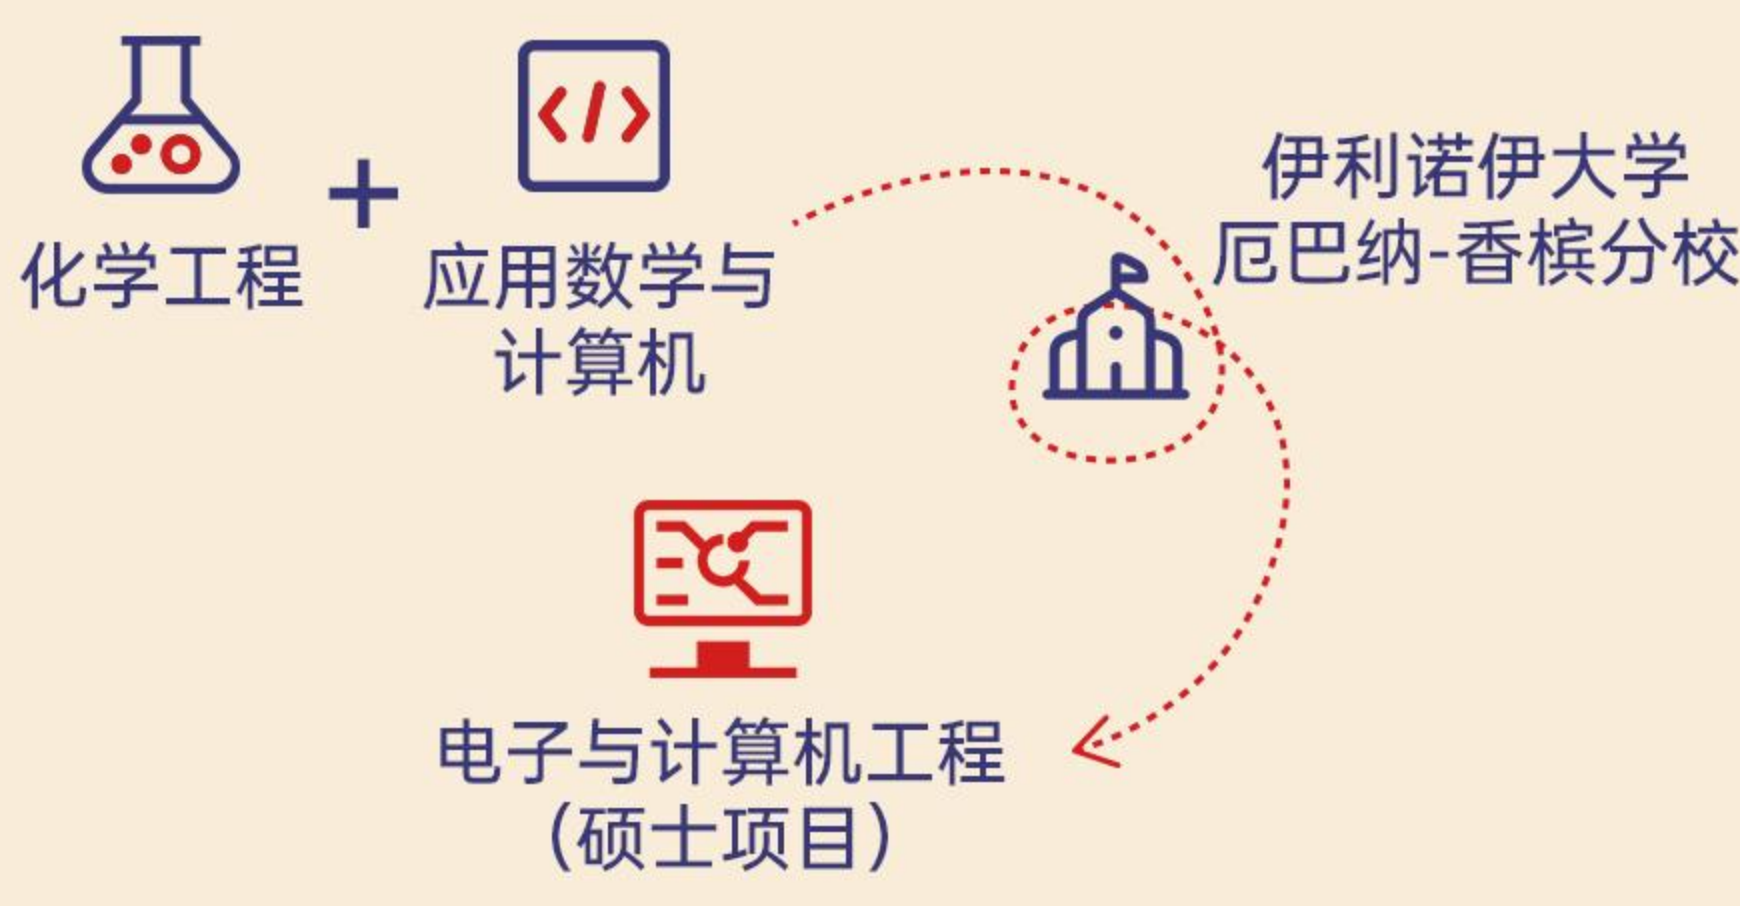 化学工程
+
应用数学与
计算机
伊利诺伊大学
厄巴纳-香槟分校
电子与计算机工程
(硕士项目)